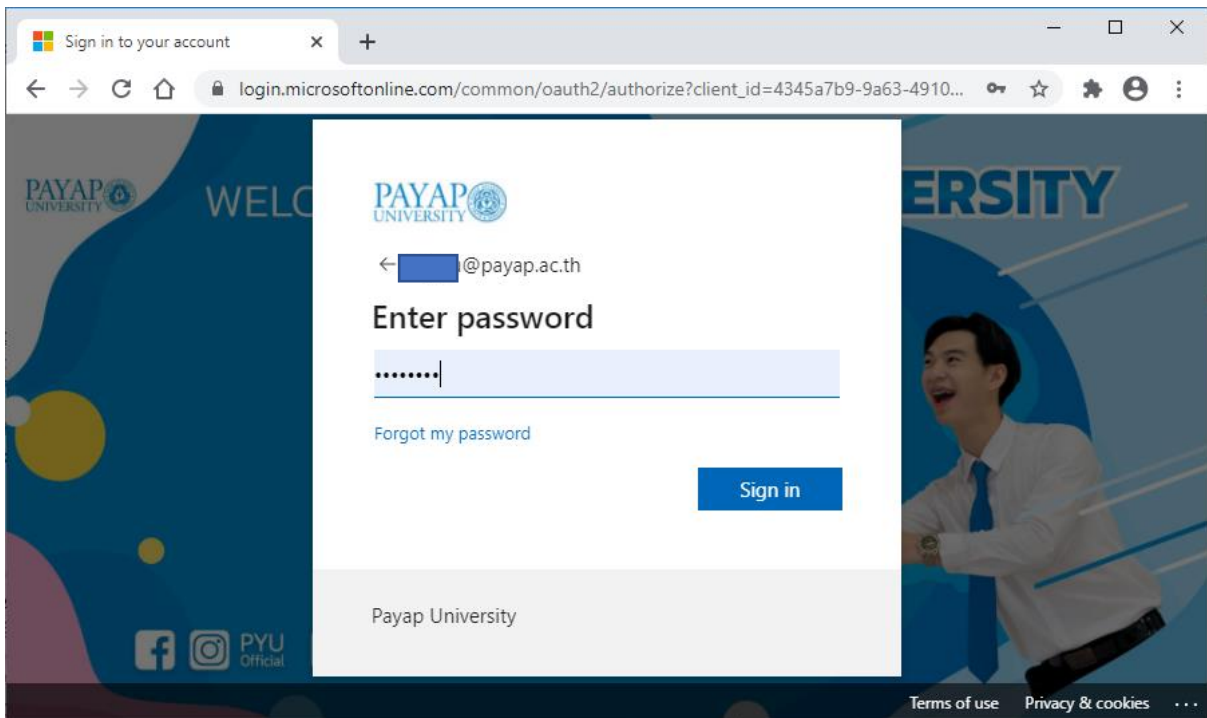 Sign in to your account
login.microsoftonline.com/common/oauth2/authorize?client_id=4345a7b9-9a63-4910...
PAYAP
UNIVERSITY
WELC
ERSITY
PAYAP
UNIVERSITY
@payap.ac.th
Enter password
••••••••
Forgot my password
Sign in
Payap University
PYU
Official
Terms of use Privacy & cookies ...